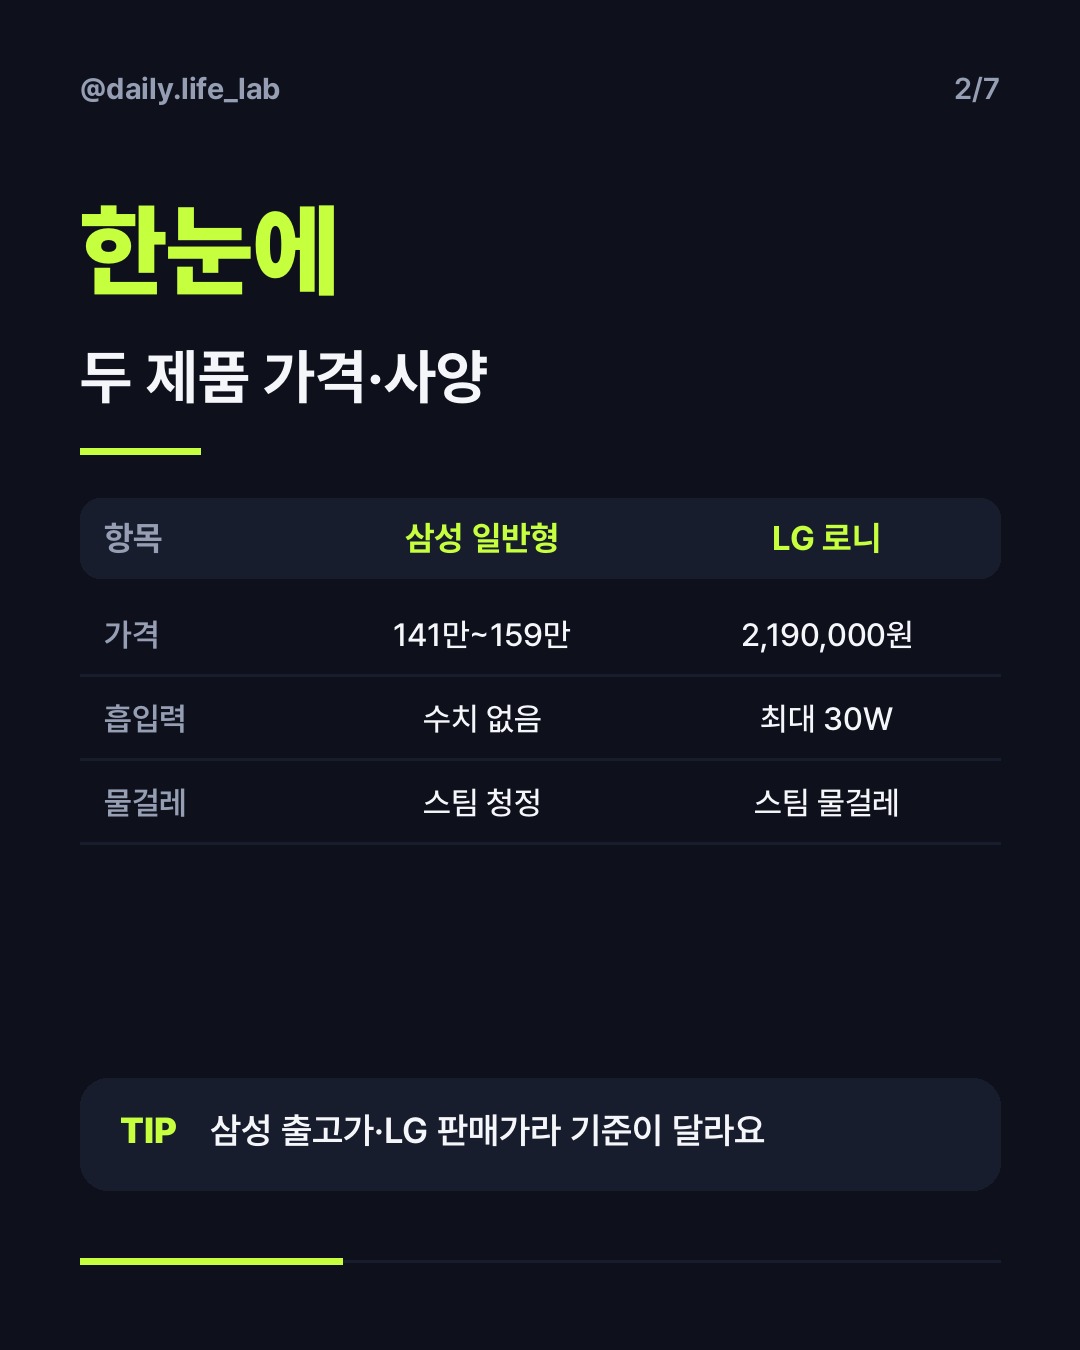 @daily.life_lab 2/7
한눈에
두 제품 가격·사양
항목 삼성 일반형 LG 로니
가격 141만~159만 2,190,000원
흡입력 수치 없음 최대 30W
물걸레 스팀 청정 스팀 물걸레
TIP 삼성 출고가·LG 판매가라 기준이 달라요